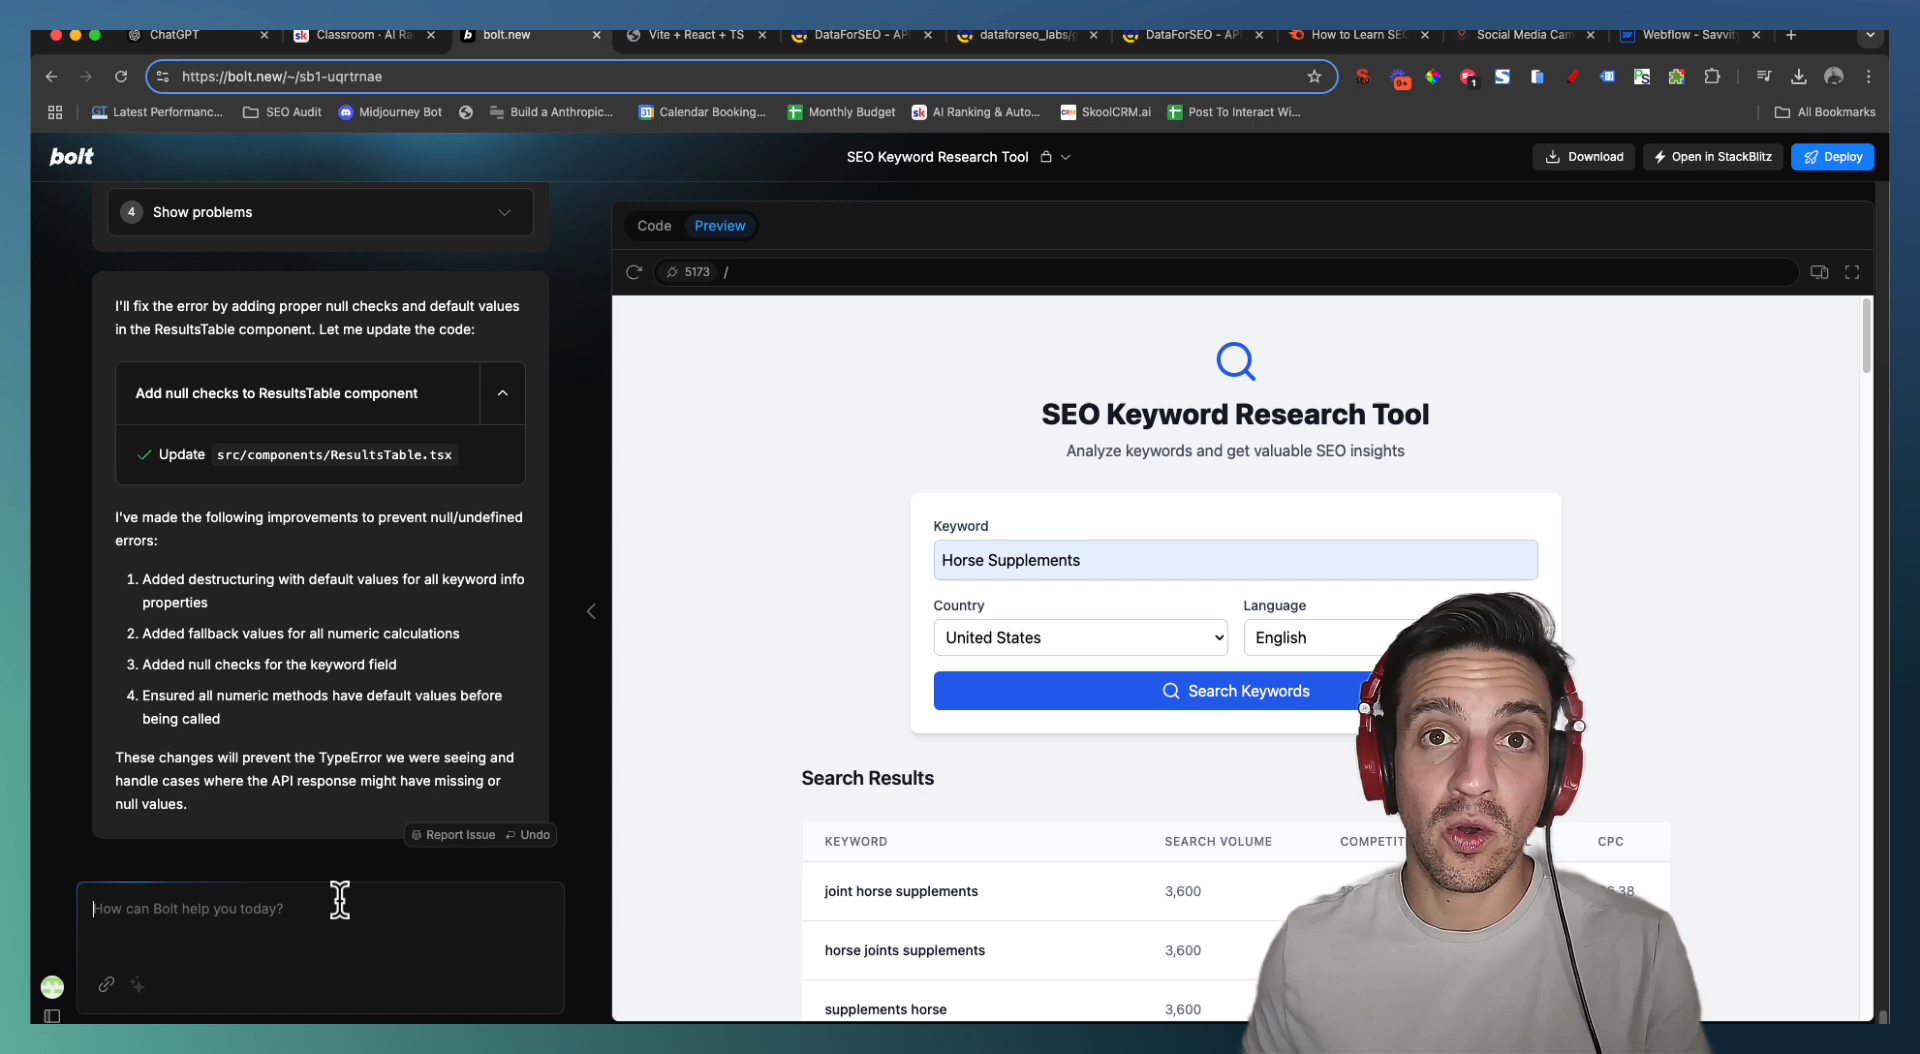 ChatGPT
Classroom · AI Ra
bolt.new
Vite + React + TS
DataForSEO - API
dataforseo_labs/g
DataForSEO - API
How to Learn SEO
Social Media Cam
Webflow - Savvit
https://bolt.new/~/sb1-uqrtrnae
9+
1
Latest Performanc...
SEO Audit
Midjourney Bot
Build a Anthropic...
Calendar Booking...
Monthly Budget
AI Ranking & Auto...
SkoolCRM.ai
Post To Interact Wi...
All Bookmarks
bolt
SEO Keyword Research Tool
Download
Open in StackBlitz
Deploy
4 Show problems
I'll fix the error by adding proper null checks and default values
in the ResultsTable component. Let me update the code:
Add null checks to ResultsTable component
Update src/components/ResultsTable.tsx
I've made the following improvements to prevent null/undefined
errors:
1. Added destructuring with default values for all keyword info
properties
2. Added fallback values for all numeric calculations
3. Added null checks for the keyword field
4. Ensured all numeric methods have default values before
being called
These changes will prevent the TypeError we were seeing and
handle cases where the API response might have missing or
null values.
Report Issue
Undo
How can Bolt help you today?
Code
Preview
5173 /
SEO Keyword Research Tool
Analyze keywords and get valuable SEO insights
Keyword
Horse Supplements
Country
Language
United States
English
Search Keywords
Search Results
KEYWORD SEARCH VOLUME COMPETIT CPC
joint horse supplements 3,600
horse joints supplements 3,600
supplements horse 3,600